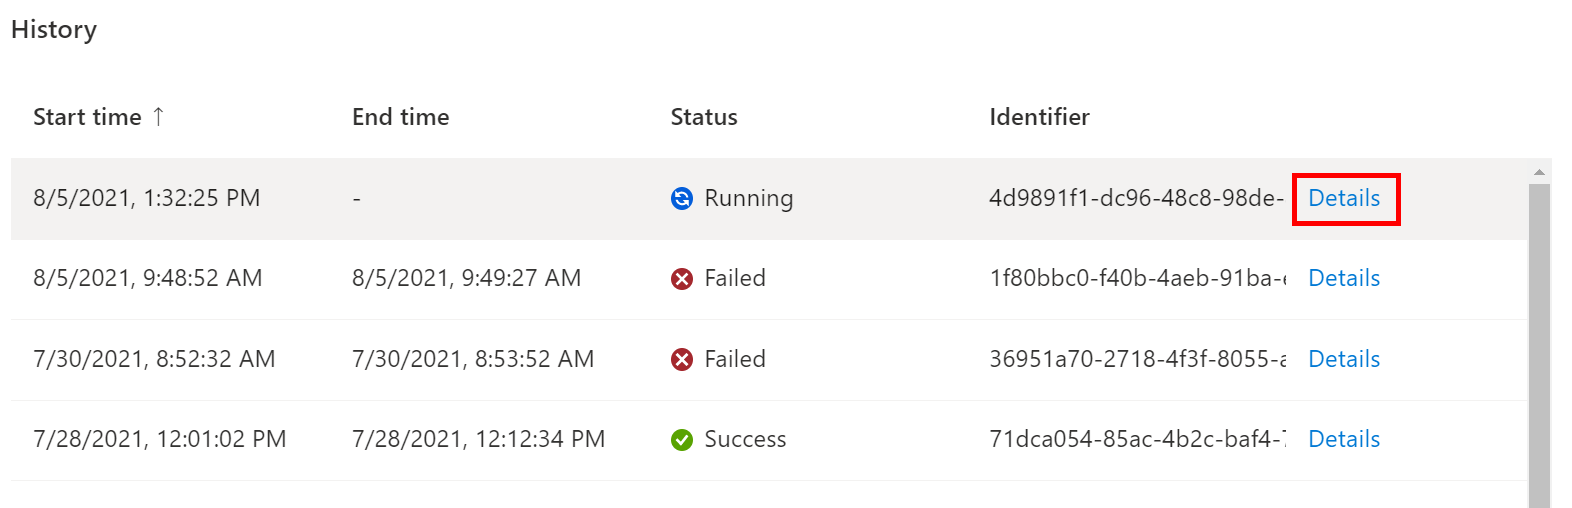 History
Start time ↑ End time Status Identifier
8/5/2021, 1:32:25 PM - Running 4d9891f1-dc96-48c8-98de- Details
8/5/2021, 9:48:52 AM 8/5/2021, 9:49:27 AM Failed 1f80bbc0-f40b-4aeb-91ba- Details
7/30/2021, 8:52:32 AM 7/30/2021, 8:53:52 AM Failed 36951a70-2718-4f3f-8055- Details
7/28/2021, 12:01:02 PM 7/28/2021, 12:12:34 PM Success 71dca054-85ac-4b2c-baf4- Details